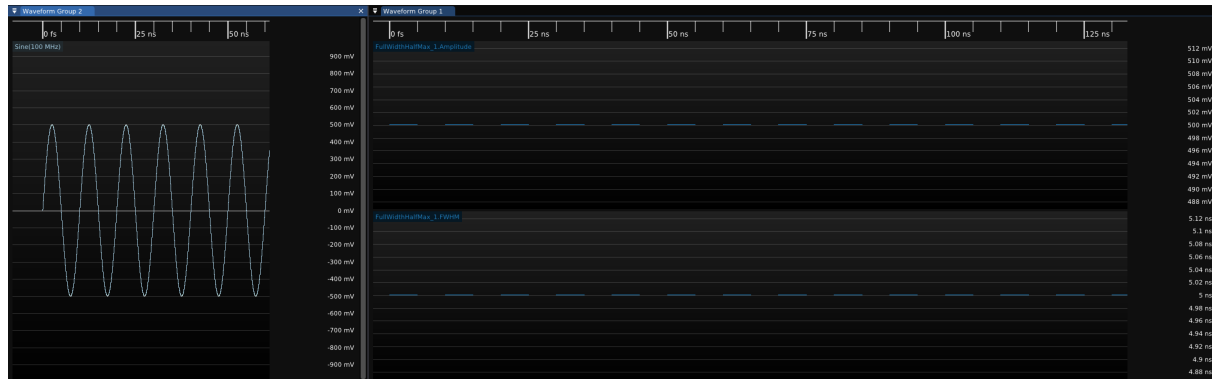 Waveform Group 2
0 fs 25 ns 50 ns
Sine(100 MHz)
900 mV
800 mV
700 mV
600 mV
500 mV
400 mV
300 mV
200 mV
100 mV
0 mV
-100 mV
-200 mV
-300 mV
-400 mV
-500 mV
-600 mV
-700 mV
-800 mV
-900 mV
Waveform Group 1
0 fs 25 ns 50 ns 75 ns 100 ns 125 ns
FullWidthHalfMax_1.Amplitude
512 mV
510 mV
508 mV
506 mV
504 mV
502 mV
500 mV
498 mV
496 mV
494 mV
492 mV
490 mV
488 mV
FullWidthHalfMax_1.FWHM
5.12 ns
5.1 ns
5.08 ns
5.06 ns
5.04 ns
5.02 ns
5 ns
4.98 ns
4.96 ns
4.94 ns
4.92 ns
4.9 ns
4.88 ns